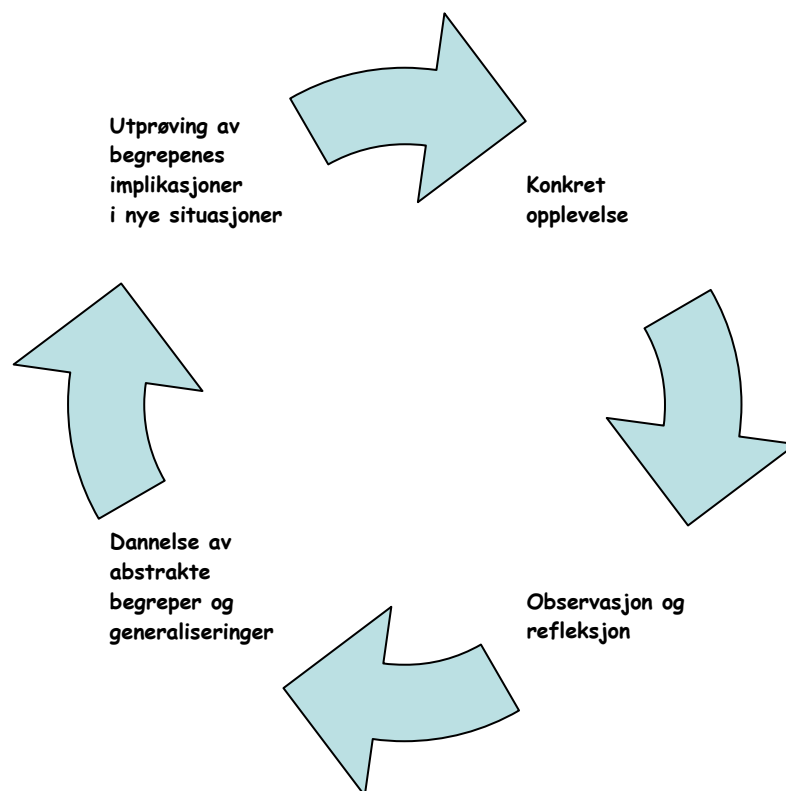 Utprøving av
begrepenes
implikasjoner
i nye situasjoner
Konkret
opplevelse
Dannelse av
abstrakte
begreper og
generaliseringer
Observasjon og
refleksjon